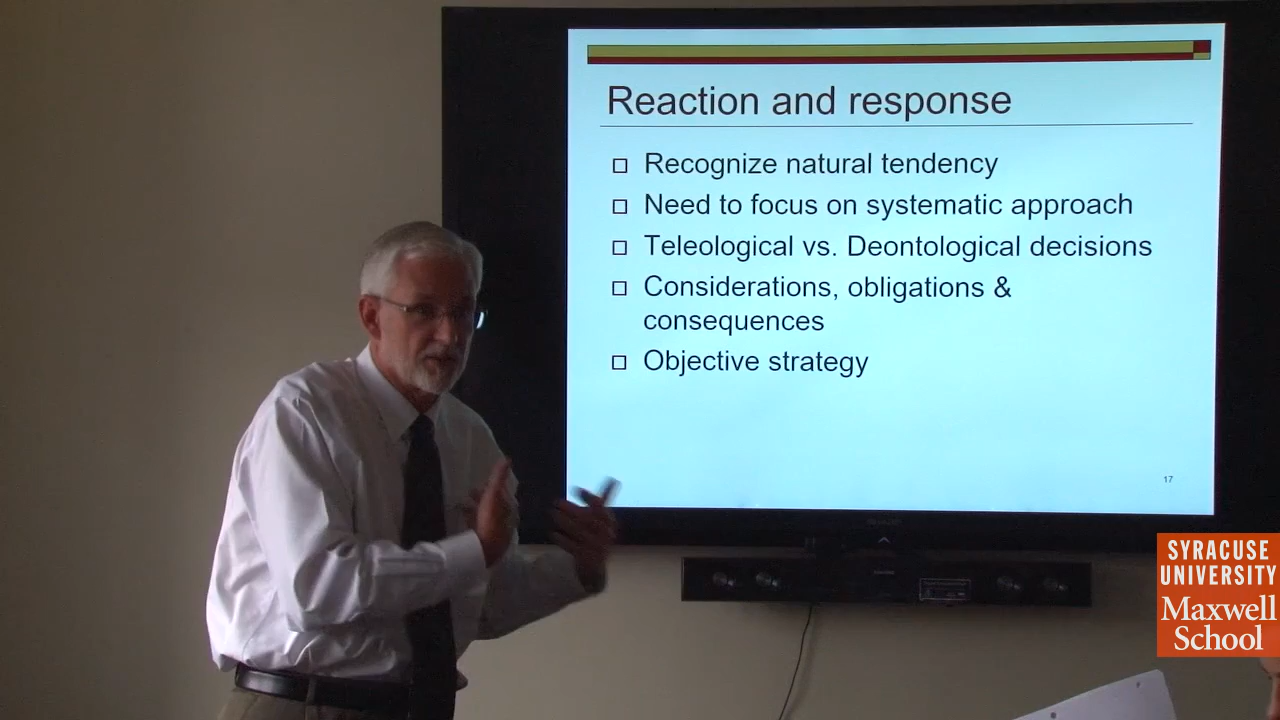 Reaction and response
Recognize natural tendency
Need to focus on systematic approach
Teleological vs. Deontological decisions
Considerations, obligations &
consequences
Objective strategy
17
SYRACUSE
UNIVERSITY
Maxwell
School